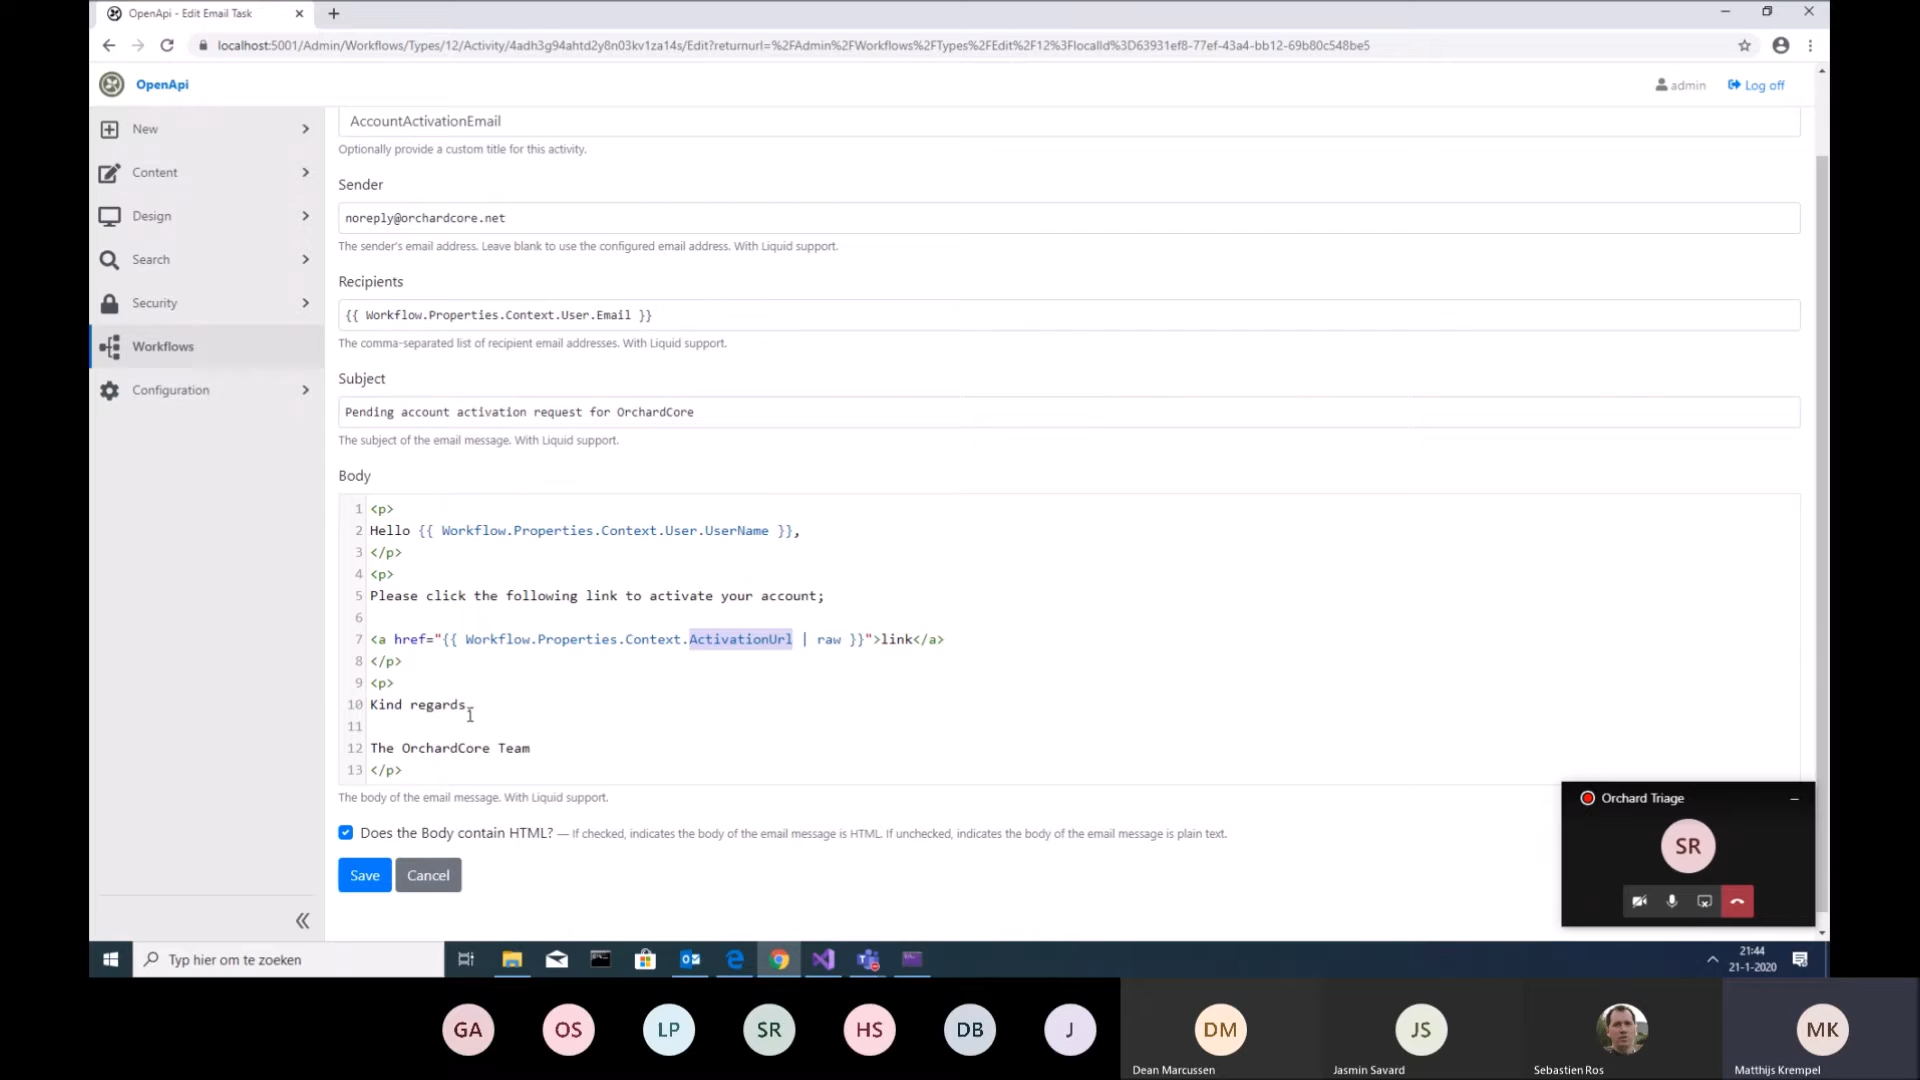 OpenApi - Edit Email Task
localhost:5001/Admin/Workflows/Types/12/Activity/4adh3g94ahtd2y8n03kv1za14s/Edit?returnurl=%2FAdmin%2FWorkflows%2FTypes%2FEdit%2F12%3FlocalId%3D63931ef8-77ef-43a4-bb12-69b80c548be5
OpenApi
admin
Log off
New
Content
Design
Search
Security
Workflows
Configuration
AccountActivationEmail
Optionally provide a custom title for this activity.
Sender
noreply@orchardcore.net
The sender's email address. Leave blank to use the configured email address. With Liquid support.
Recipients
{{ Workflow.Properties.Context.User.Email }}
The comma-separated list of recipient email addresses. With Liquid support.
Subject
Pending account activation request for OrchardCore
The subject of the email message. With Liquid support.
Body
1 <p>
2 Hello {{ Workflow.Properties.Context.User.UserName }},
3 </p>
4 <p>
5 Please click the following link to activate your account;
6
7 <a href="{{ Workflow.Properties.Context.ActivationUrl | raw }}">link</a>
8 </p>
9 <p>
10 Kind regards,
11
12 The OrchardCore Team
13 </p>
The body of the email message. With Liquid support.
Does the Body contain HTML? — If checked, indicates the body of the email message is HTML. If unchecked, indicates the body of the email message is plain text.
Save
Cancel
Orchard Triage
SR
Typ hier om te zoeken
21:44
21-1-2020
GA
OS
LP
SR
HS
DB
J
DM
JS
MK
Dean Marcussen
Jasmin Savard
Sebastien Ros
Matthijs Krempel